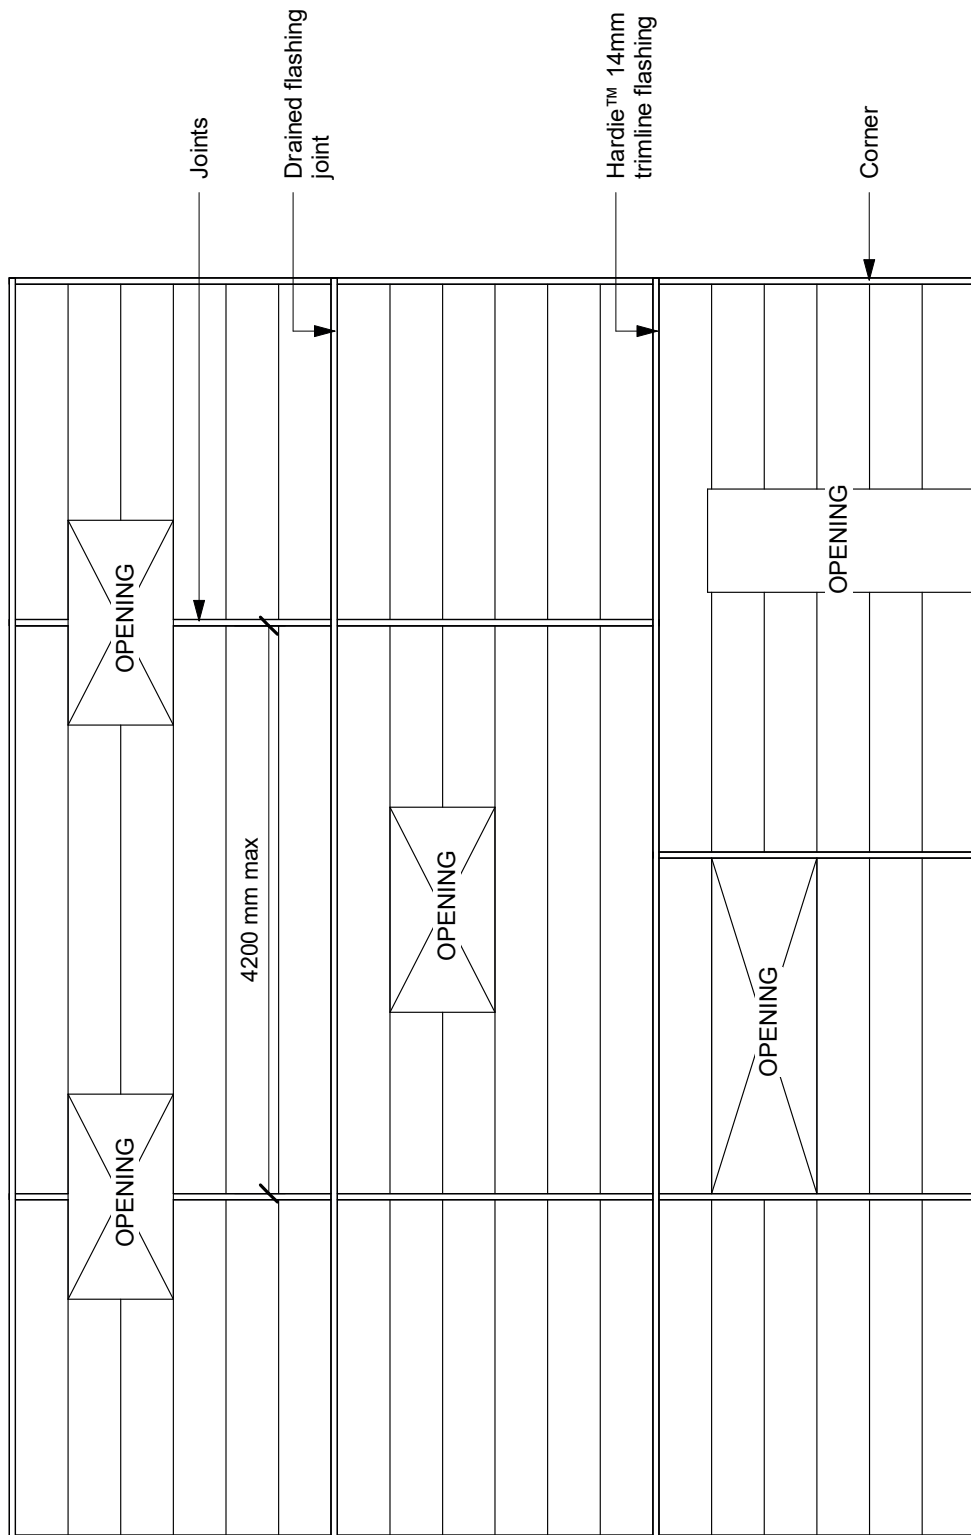 Joints
Drained flashing
joint
Hardie™ 14mm
trimline flashing
Corner
OPENING
OPENING
4200 mm max
OPENING
OPENING
OPENING